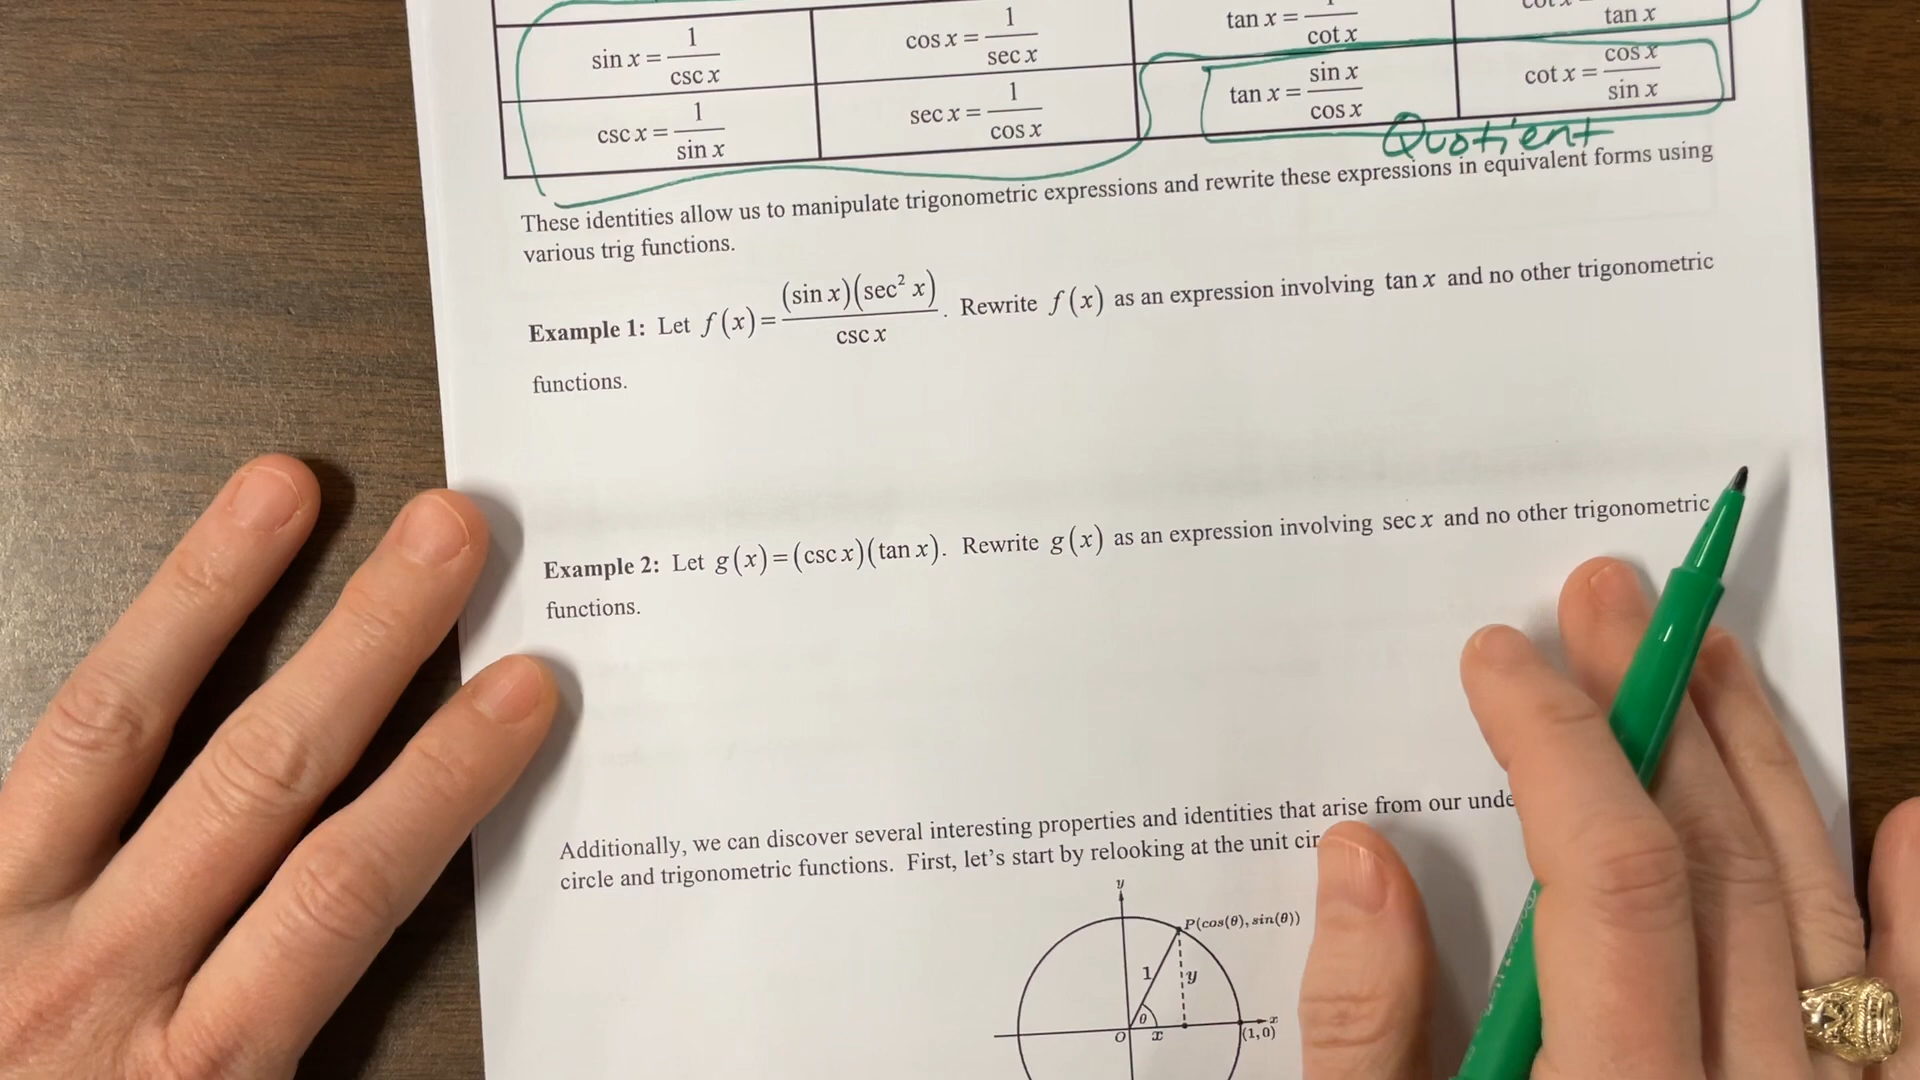 sin x = 1/csc x
cos x = 1/sec x
tan x = 1/cot x
tan x
csc x = 1/sin x
sec x = 1/cos x
tan x = sin x/cos x
cot x = cos x/sin x
Quotient
These identities allow us to manipulate trigonometric expressions and rewrite these expressions in equivalent forms using
various trig functions.
Example 1: Let f(x) = (sin x)(sec² x)/csc x. Rewrite f(x) as an expression involving tan x and no other trigonometric
functions.
Example 2: Let g(x) = (csc x)(tan x). Rewrite g(x) as an expression involving sec x and no other trigonometric
functions.
Additionally, we can discover several interesting properties and identities that arise from our
circle and trigonometric functions. First, let's start by relooking at the unit
y
P(cos(θ), sin(θ))
1
y
θ
x
O
x
(1,0)